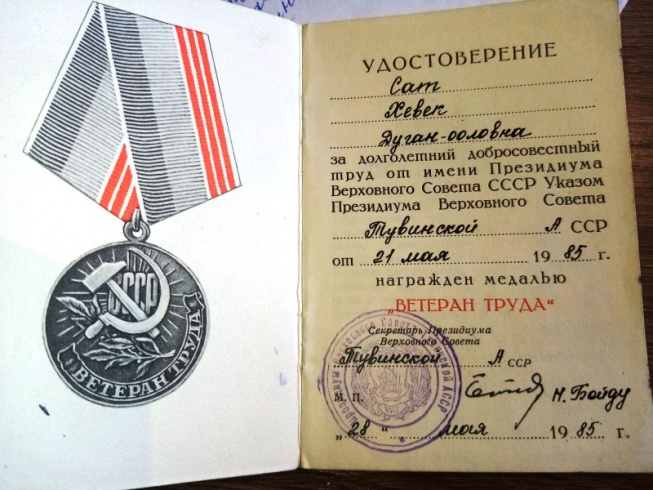 СССР
ВЕТЕРАН ТРУДА
УДОСТОВЕРЕНИЕ
Сат
Хевек
Дуган-ооловна
за долголетний добросовестный
труд от имени Президиума
Верховного Совета СССР Указом
Президиума Верховного Совета
Тувинской А ССР
от 21 мая 1985 г.
награжден медалью
„ВЕТЕРАН ТРУДА“
Секретарь Президиума
Верховного Совета
Тувинской А ССР
М. П.
М. Бойду
„28“ мая 1985 г.